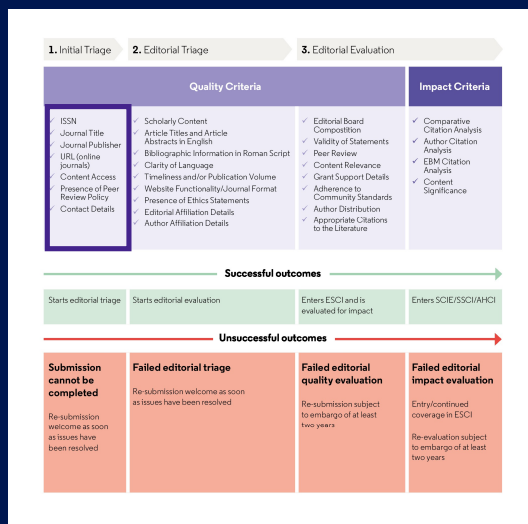 1. Initial Triage
2. Editorial Triage
3. Editorial Evaluation
Quality Criteria
Impact Criteria
✓ ISSN
✓ Journal Title
✓ Journal Publisher
✓ URL (online
journals)
✓ Content Access
✓ Presence of Peer
Review Policy
✓ Contact Details
✓ Scholarly Content
✓ Article Titles and Article
Abstracts in English
✓ Bibliographic Information in Roman Script
✓ Clarity of Language
✓ Timeliness and/or Publication Volume
✓ Website Functionality/Journal Format
✓ Presence of Ethics Statements
✓ Editorial Affiliation Details
✓ Author Affiliation Details
✓ Editorial Board
Compostition
✓ Validity of Statements
✓ Peer Review
✓ Content Relevance
✓ Grant Support Details
✓ Adherence to
Community Standards
✓ Author Distribution
✓ Appropriate Citations
to the Literature
✓ Comparative
Citation Analysis
✓ Author Citation
Analysis
✓ EBM Citation
Analysis
✓ Content
Significance
Successful outcomes
Starts editorial triage
Starts editorial evaluation
Enters ESCI and is
evaluated for impact
Enters SCIE/SSCI/AHCI
Unsuccessful outcomes
Submission
cannot be
completed
Re-submission
welcome as soon
as issues have
been resolved
Failed editorial triage
Re-submission welcome as soon
as issues have been resolved
Failed editorial
quality evaluation
Re-submission subject
to embargo of at least
two years
Failed editorial
impact evaluation
Entry/continued
coverage in ESCI
Re-evaluation subject
to embargo of at least
two years